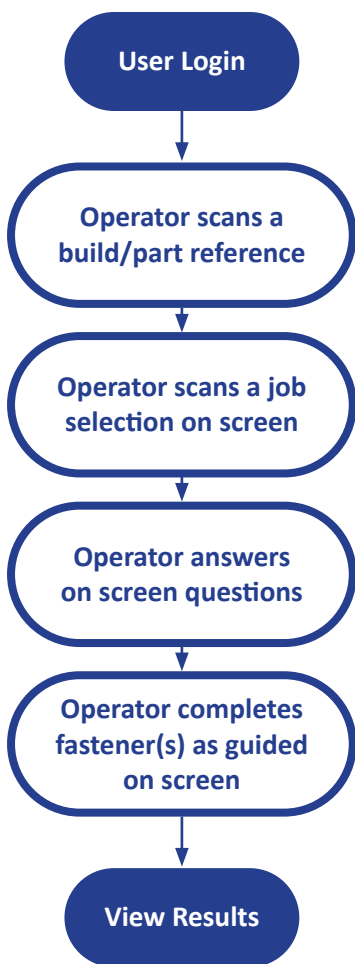 User Login
Operator scans a
build/part reference
Operator scans a job
selection on screen
Operator answers
on screen questions
Operator completes
fastener(s) as guided
on screen
View Results